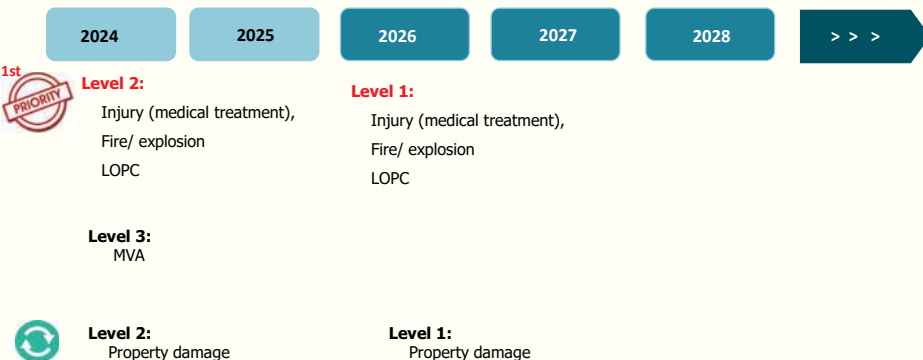 2024 2025 2026 2027 2028 > > >
1st
PRIORITY
Level 2:
Injury (medical treatment),
Fire/ explosion
LOPC
Level 1:
Injury (medical treatment),
Fire/ explosion
LOPC
Level 3:
MVA
Level 2:
Property damage
Level 1:
Property damage